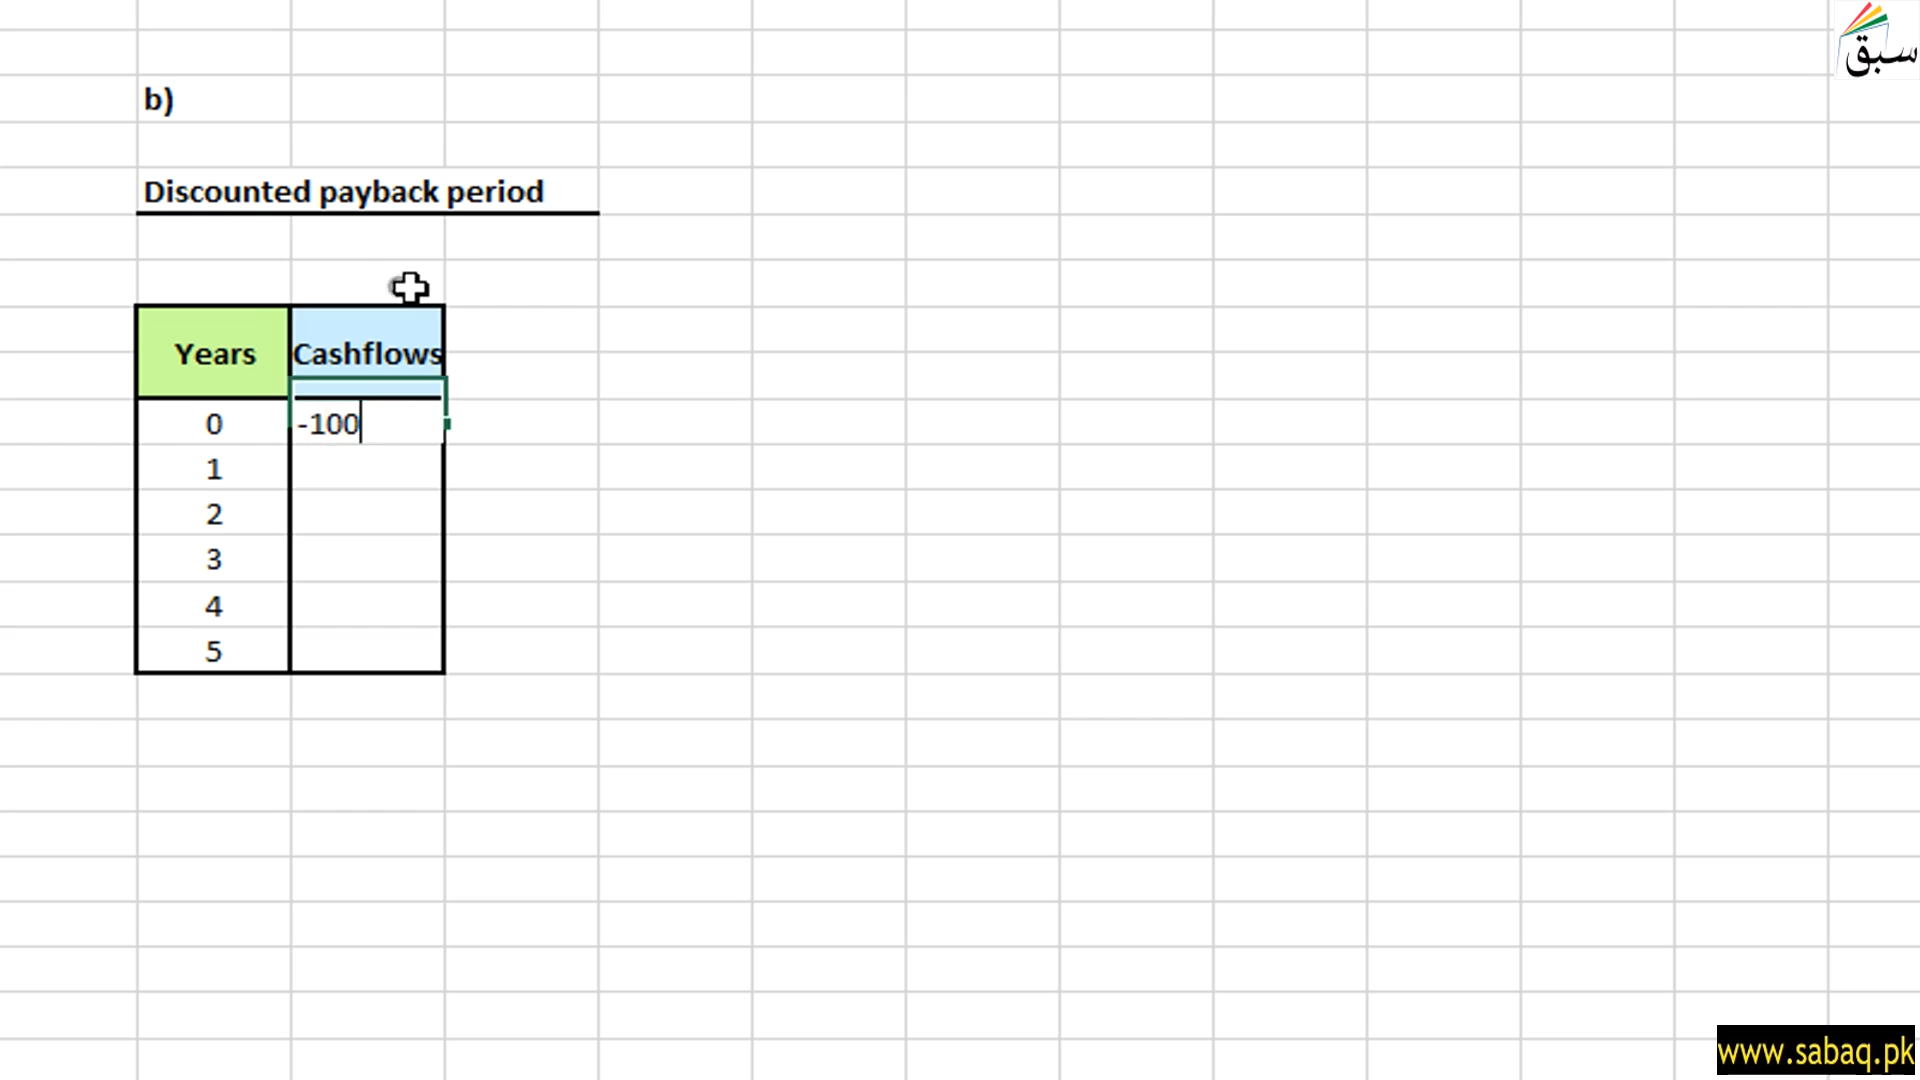 سبق
b)
Discounted payback period
Years Cashflows
0 -100
1
2
3
4
5
www.sabaq.pk